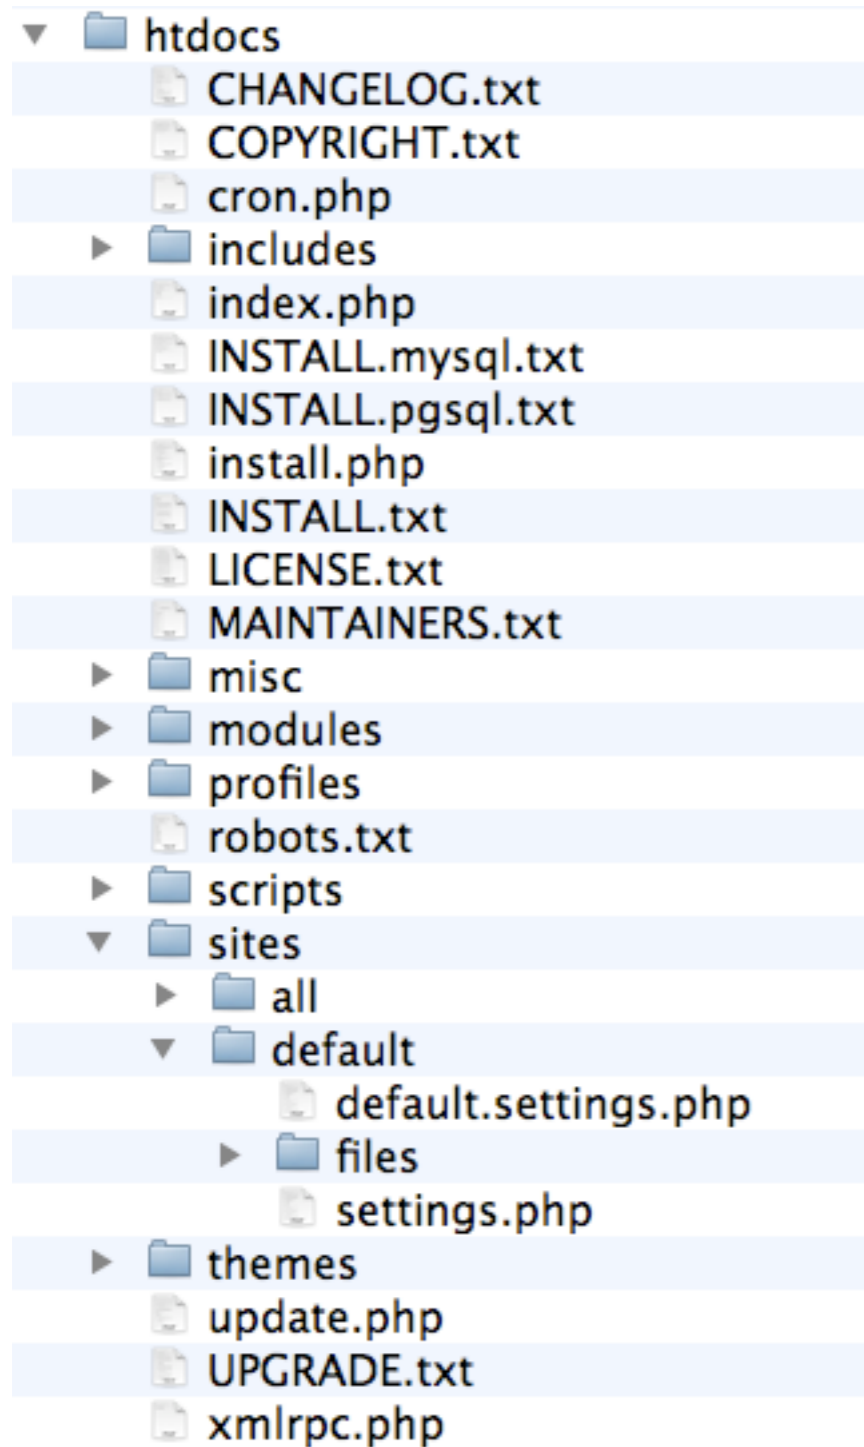 htdocs
CHANGELOG.txt
COPYRIGHT.txt
cron.php
includes
index.php
INSTALL.mysql.txt
INSTALL.pgsql.txt
install.php
INSTALL.txt
LICENSE.txt
MAINTAINERS.txt
misc
modules
profiles
robots.txt
scripts
sites
all
default
default.settings.php
files
settings.php
themes
update.php
UPGRADE.txt
xmlrpc.php